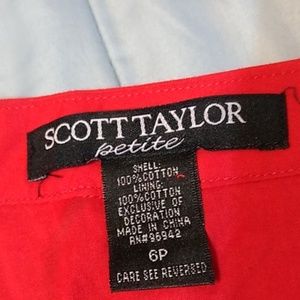 SCOTT TAYLOR
petite
SHELL:
100%COTTON
LINING:
100%COTTON
EXCLUSIVE OF
DECORATION
MADE IN CHINA
RN#96942
6P
CARE SEE REVERSED